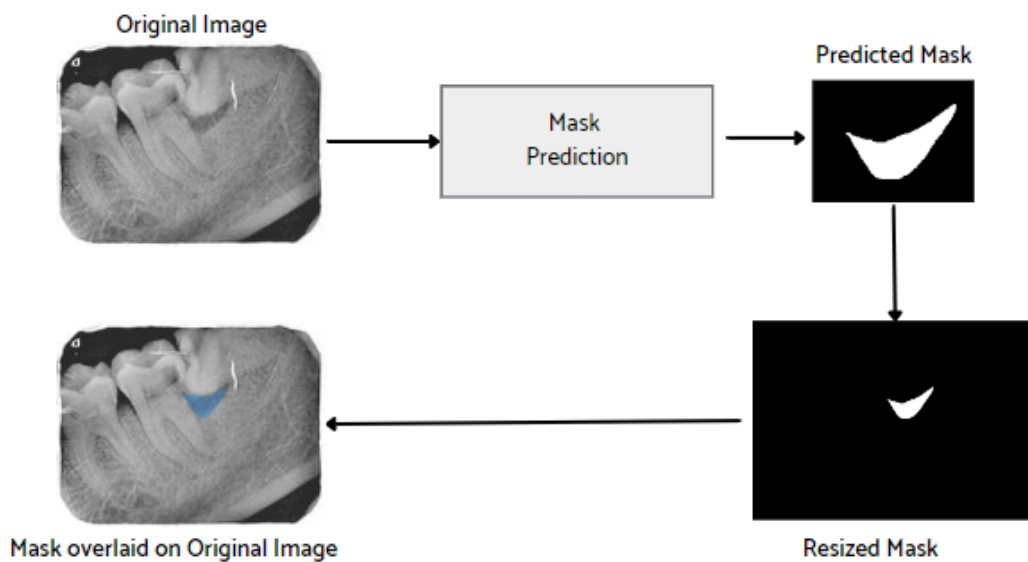 Original Image
Predicted Mask
Mask
Prediction
Mask overlaid on Original Image
Resized Mask